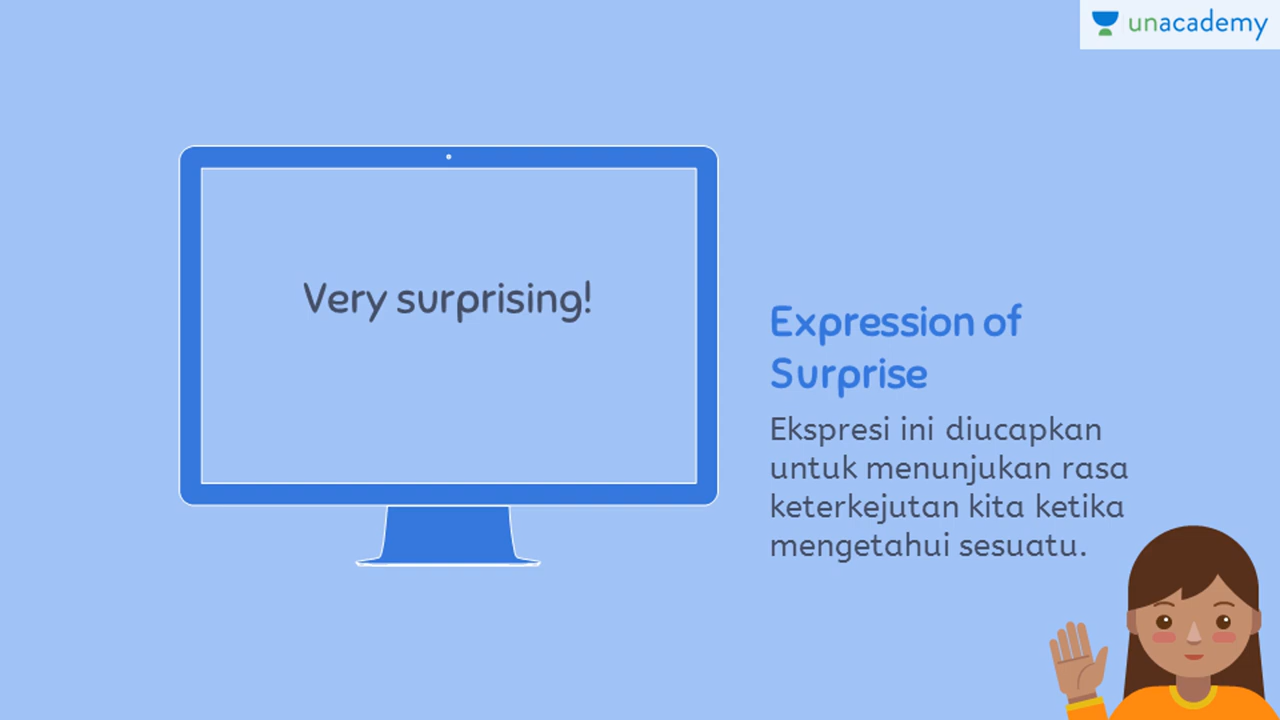 unacademy
Very surprising!
Expression of
Surprise
Ekspresi ini diucapkan
untuk menunjukan rasa
keterkejutan kita ketika
mengetahui sesuatu.